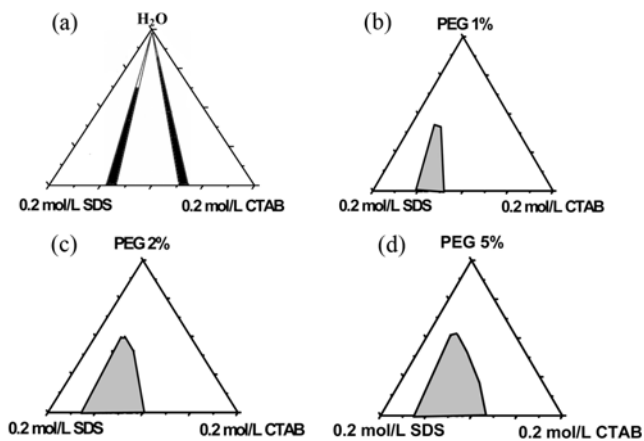 (a)
H₂O
0.2 mol/L SDS
0.2 mol/L CTAB
(b)
PEG 1%
0.2 mol/L SDS
0.2 mol/L CTAB
(c)
PEG 2%
0.2 mol/L SDS
0.2 mol/L CTAB
(d)
PEG 5%
0.2 mol/L SDS
0.2 mol/L CTAB